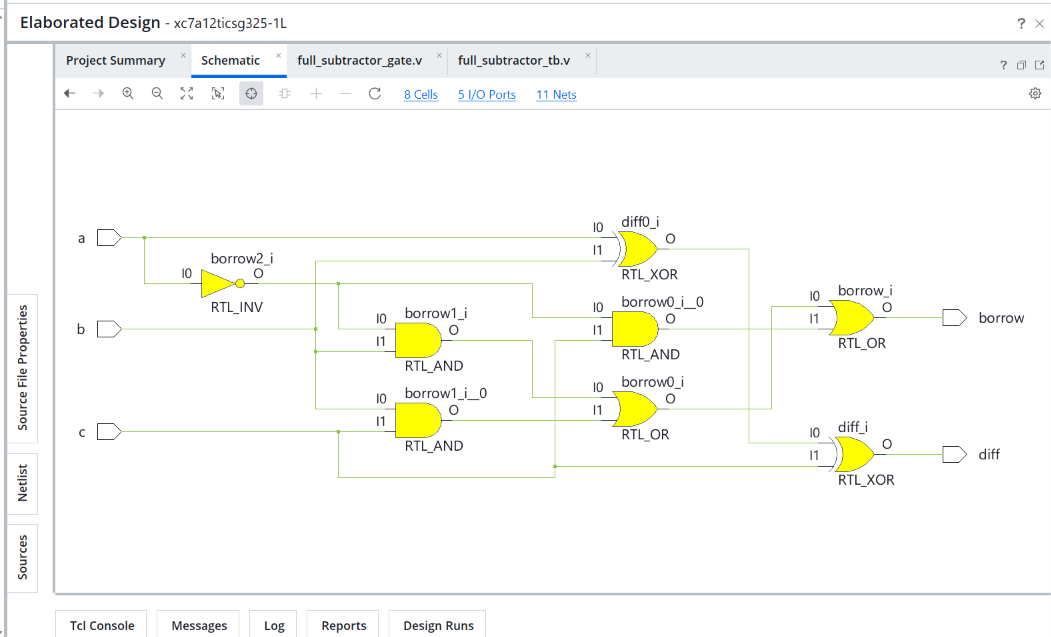 Elaborated Design - xc7a12ticsg325-1L
? ×
Project Summary × Schematic × full_subtractor_gate.v × full_subtractor_tb.v ×
?
8 Cells 5 I/O Ports 11 Nets
diff0_i
I0
O
a
I1
borrow2_i
I0 O
RTL_XOR
RTL_INV
borrow_i
I0
O
borrow0_i__0
I0
O
borrow1_i
I0
O
I1
borrow
b
I1
I1
RTL_AND
RTL_OR
RTL_AND
borrow0_i
I0
O
borrow1_i__0
I0
O
I1
I1
c
RTL_OR
RTL_AND
diff_i
I0
O
I1
diff
RTL_XOR
Source File Properties
Netlist
Sources
Tcl Console Messages Log Reports Design Runs